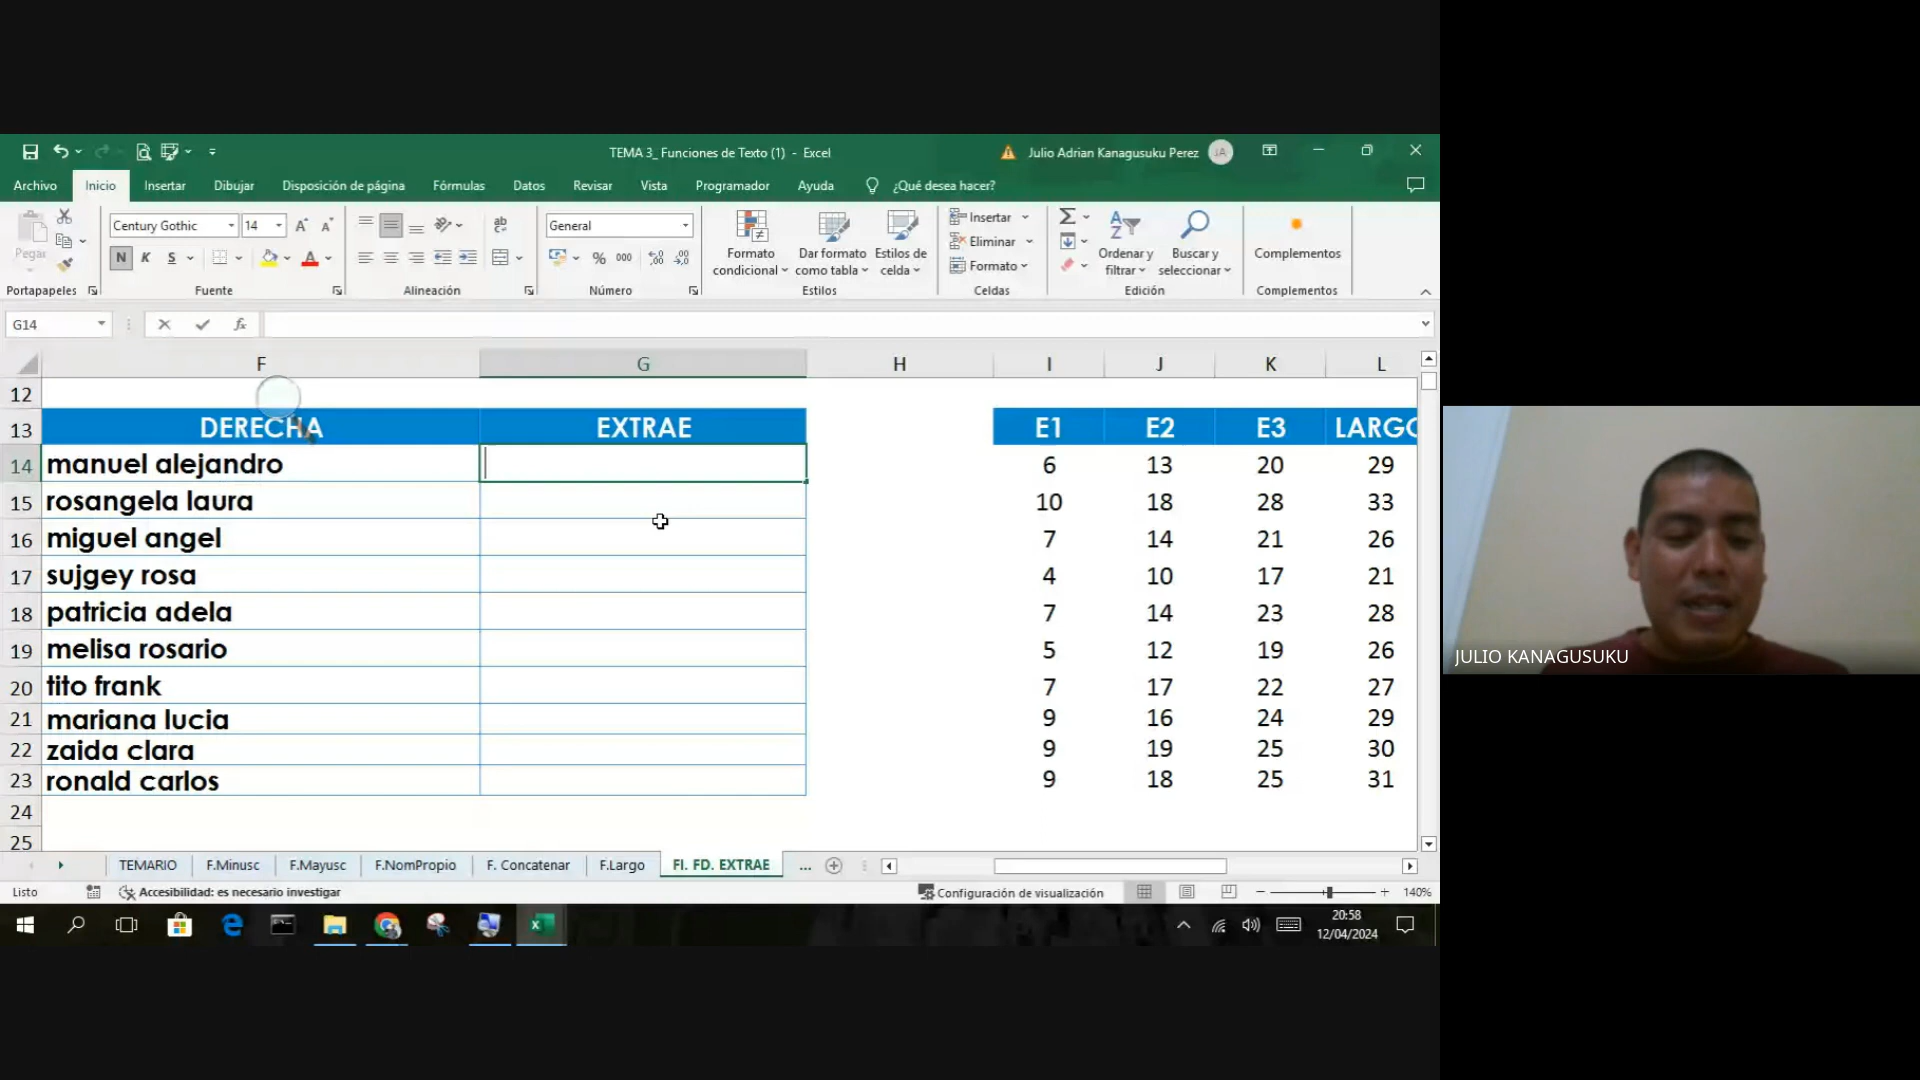 TEMA 3_ Funciones de Texto (1) - Excel
Julio Adrian Kanagusuku Perez
Archivo Inicio Insertar Dibujar Disposición de página Fórmulas Datos Revisar Vista Programador Ayuda ¿Qué desea hacer?
Pegar
Century Gothic 14
N K S
General
% 000
Formato condicional
Dar formato como tabla
Estilos de celda
Insertar
Eliminar
Formato
Ordenar y filtrar
Buscar y seleccionar
Complementos
Portapapeles Fuente Alineación Número Estilos Celdas Edición Complementos
G14
fx
F G H I J K L
12
13 DERECHA EXTRAE E1 E2 E3 LARGO
14 manuel alejandro 6 13 20 29
15 rosangela laura 10 18 28 33
16 miguel angel 7 14 21 26
17 sujgey rosa 4 10 17 21
18 patricia adela 7 14 23 28
19 melisa rosario 5 12 19 26
20 tito frank 7 17 22 27
21 mariana lucia 9 16 24 29
22 zaida clara 9 19 25 30
23 ronald carlos 9 18 25 31
24
25
TEMARIO F.Minusc F.Mayusc F.NomPropio F. Concatenar F.Largo FI. FD. EXTRAE ...
Listo Accesibilidad: es necesario investigar Configuración de visualización 140%
20:58
12/04/2024
JULIO KANAGUSUKU